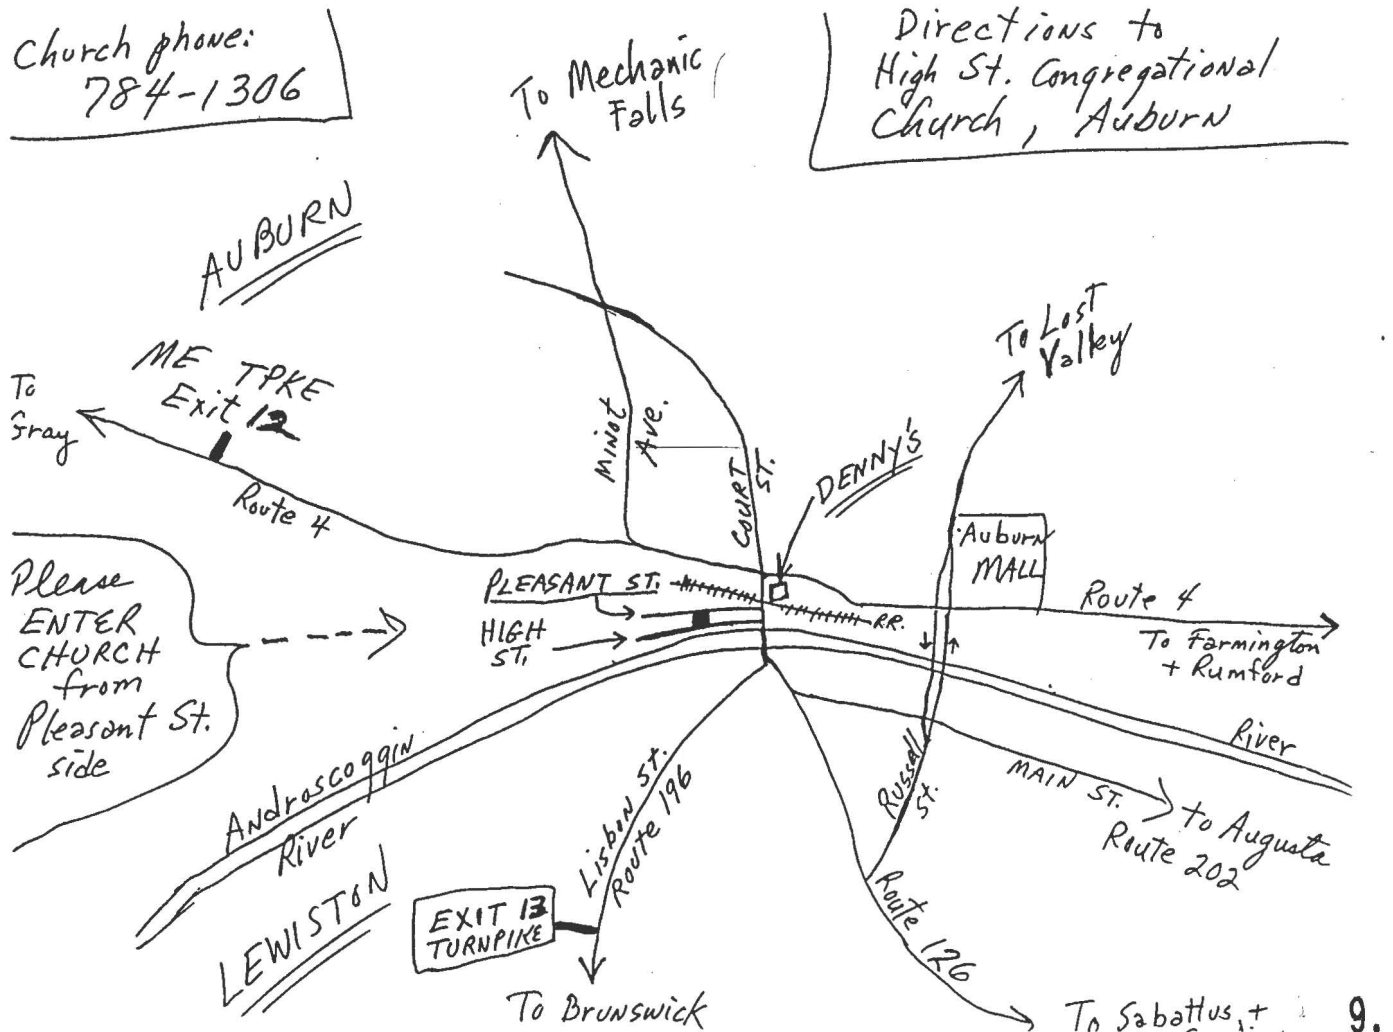 Church phone:
784-1306
Directions to
High St. Congregational
Church, Auburn
To Mechanic
Falls
AUBURN
ME TPKE
Exit 12
To
Gray
Route 4
MINOT
AVE.
COURT
ST.
DENNY'S
To Lost
Valley
Auburn
MALL
Route 4
To Farmington
+ Rumford
PLEASANT ST.
HIGH
ST.
RR.
Please
ENTER
CHURCH
from
Pleasant St.
side
Androscoggin
River
River
Lisbon St.
Route 196
Russell
St.
MAIN ST.
to Augusta
Route 202
Route 126
LEWISTON
EXIT 13
TURNPIKE
To Brunswick
To Sabattus, +
9.